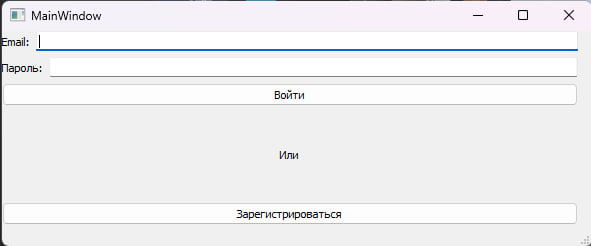 MainWindow
Email:
Пароль:
Войти
Или
Зарегистрироваться